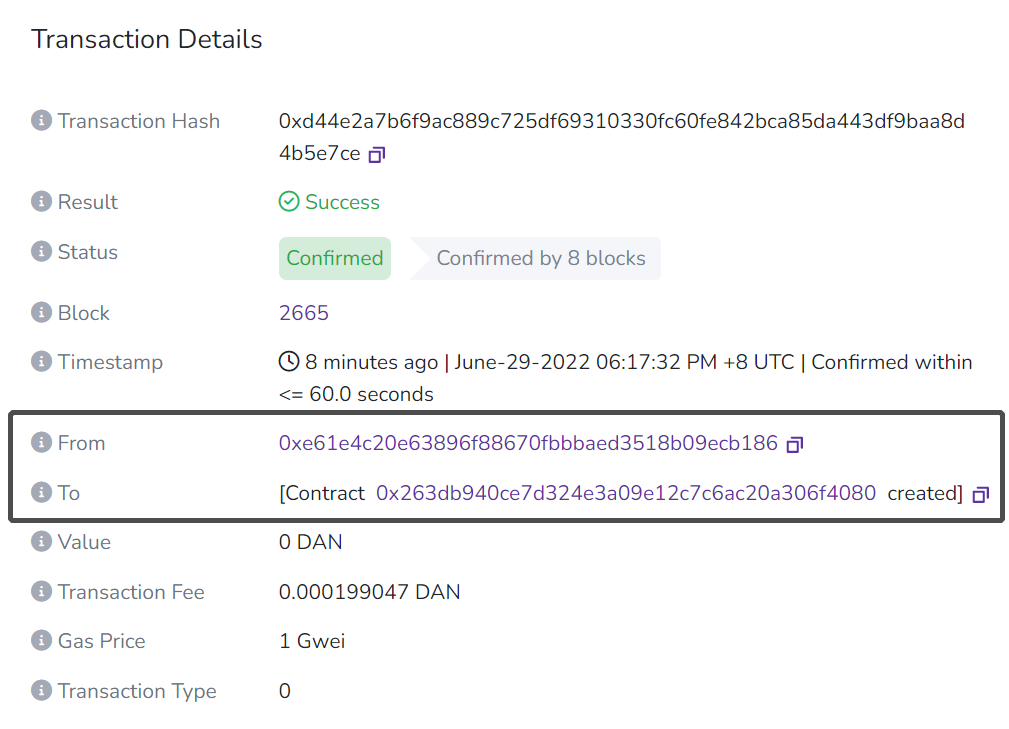 Transaction Details
Transaction Hash 0xd44e2a7b6f9ac889c725df69310330fc60fe842bca85da443df9baa8d
4b5e7ce
Result Success
Status Confirmed Confirmed by 8 blocks
Block 2665
Timestamp 8 minutes ago | June-29-2022 06:17:32 PM +8 UTC | Confirmed within
<= 60.0 seconds
From 0xe61e4c20e63896f88670fbbbaed3518b09ecb186
To [Contract 0x263db940ce7d324e3a09e12c7c6ac20a306f4080 created]
Value 0 DAN
Transaction Fee 0.000199047 DAN
Gas Price 1 Gwei
Transaction Type 0